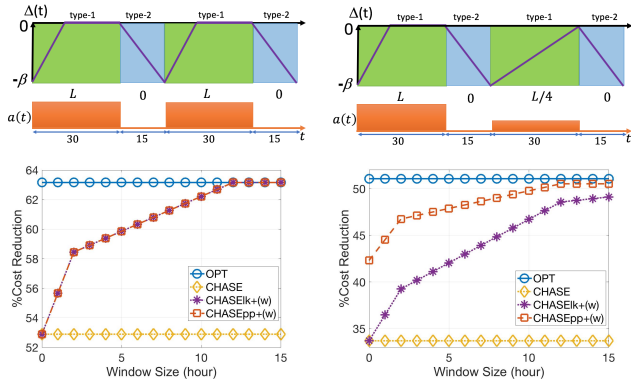 Δ(t)
type-1 type-2 type-1 type-2
0
-β
L 0 L 0
a(t)
t
30 15 30 15
Δ(t)
type-1 type-2 type-1 type-2
0
-β
L 0 L/4 0
a(t)
t
30 15 30 15
64
62
60
58
56
54
52
%Cost Reduction
OPT
CHASE
CHASElk+(w)
CHASEpp+(w)
0 5 10 15
Window Size (hour)
50
45
40
35
%Cost Reduction
OPT
CHASE
CHASElk+(w)
CHASEpp+(w)
0 5 10 15
Window Size (hour)